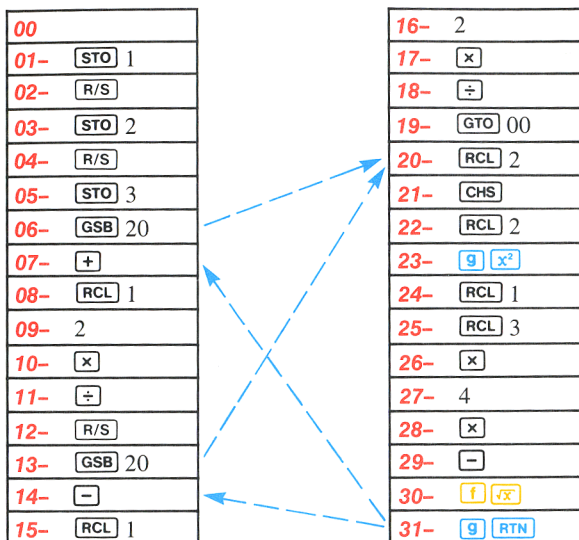 00
01– STO 1
02– R/S
03– STO 2
04– R/S
05– STO 3
06– GSB 20
07– +
08– RCL 1
09– 2
10– ×
11– ÷
12– R/S
13– GSB 20
14– −
15– RCL 1
16– 2
17– ×
18– ÷
19– GTO 00
20– RCL 2
21– CHS
22– RCL 2
23– g x²
24– RCL 1
25– RCL 3
26– ×
27– 4
28– ×
29– −
30– f √x
31– g RTN